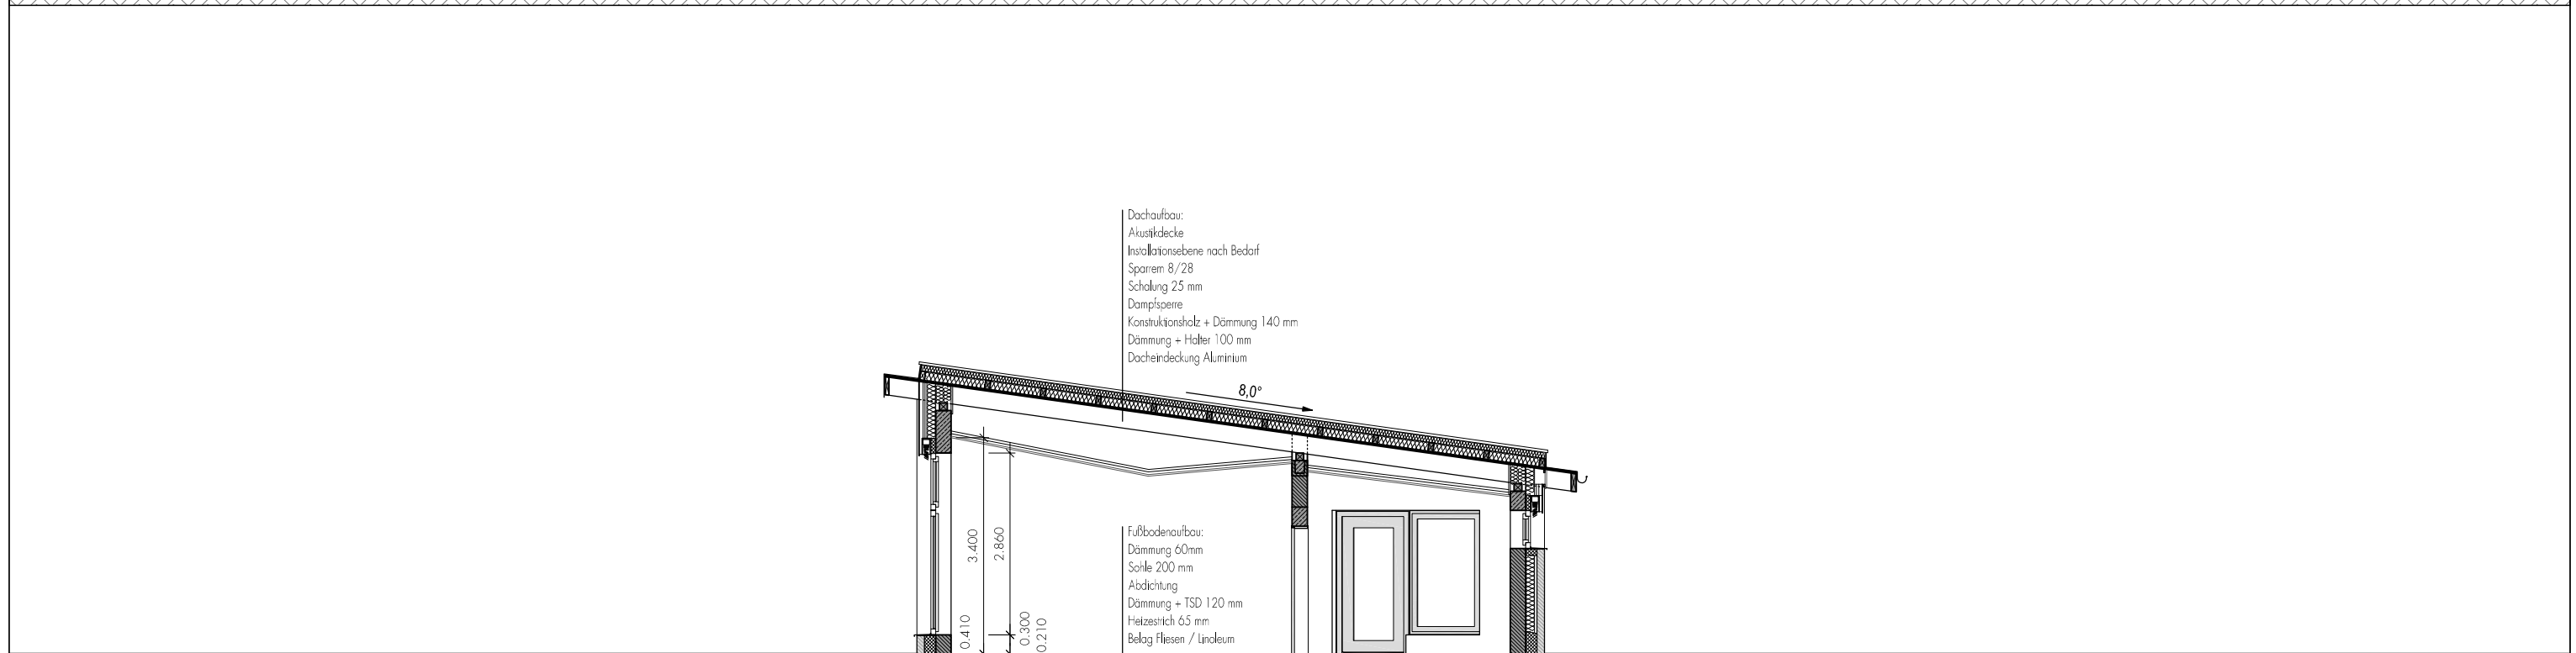 Dachaufbau:
Akustikdecke
Installationsebene nach Bedarf
Sparrern 8/28
Schalung 25 mm
Dampfsperre
Konstruktionsholz + Dämmung 140 mm
Dämmung + Halter 100 mm
Dacheindeckung Aluminium
8,0°
3.400
2.860
0.410
0.300
0.210
Fußbodenaufbau:
Dämmung 60mm
Sohle 200 mm
Abdichtung
Dämmung + TSD 120 mm
Heizestrich 65 mm
Belag Fliesen / Linoleum